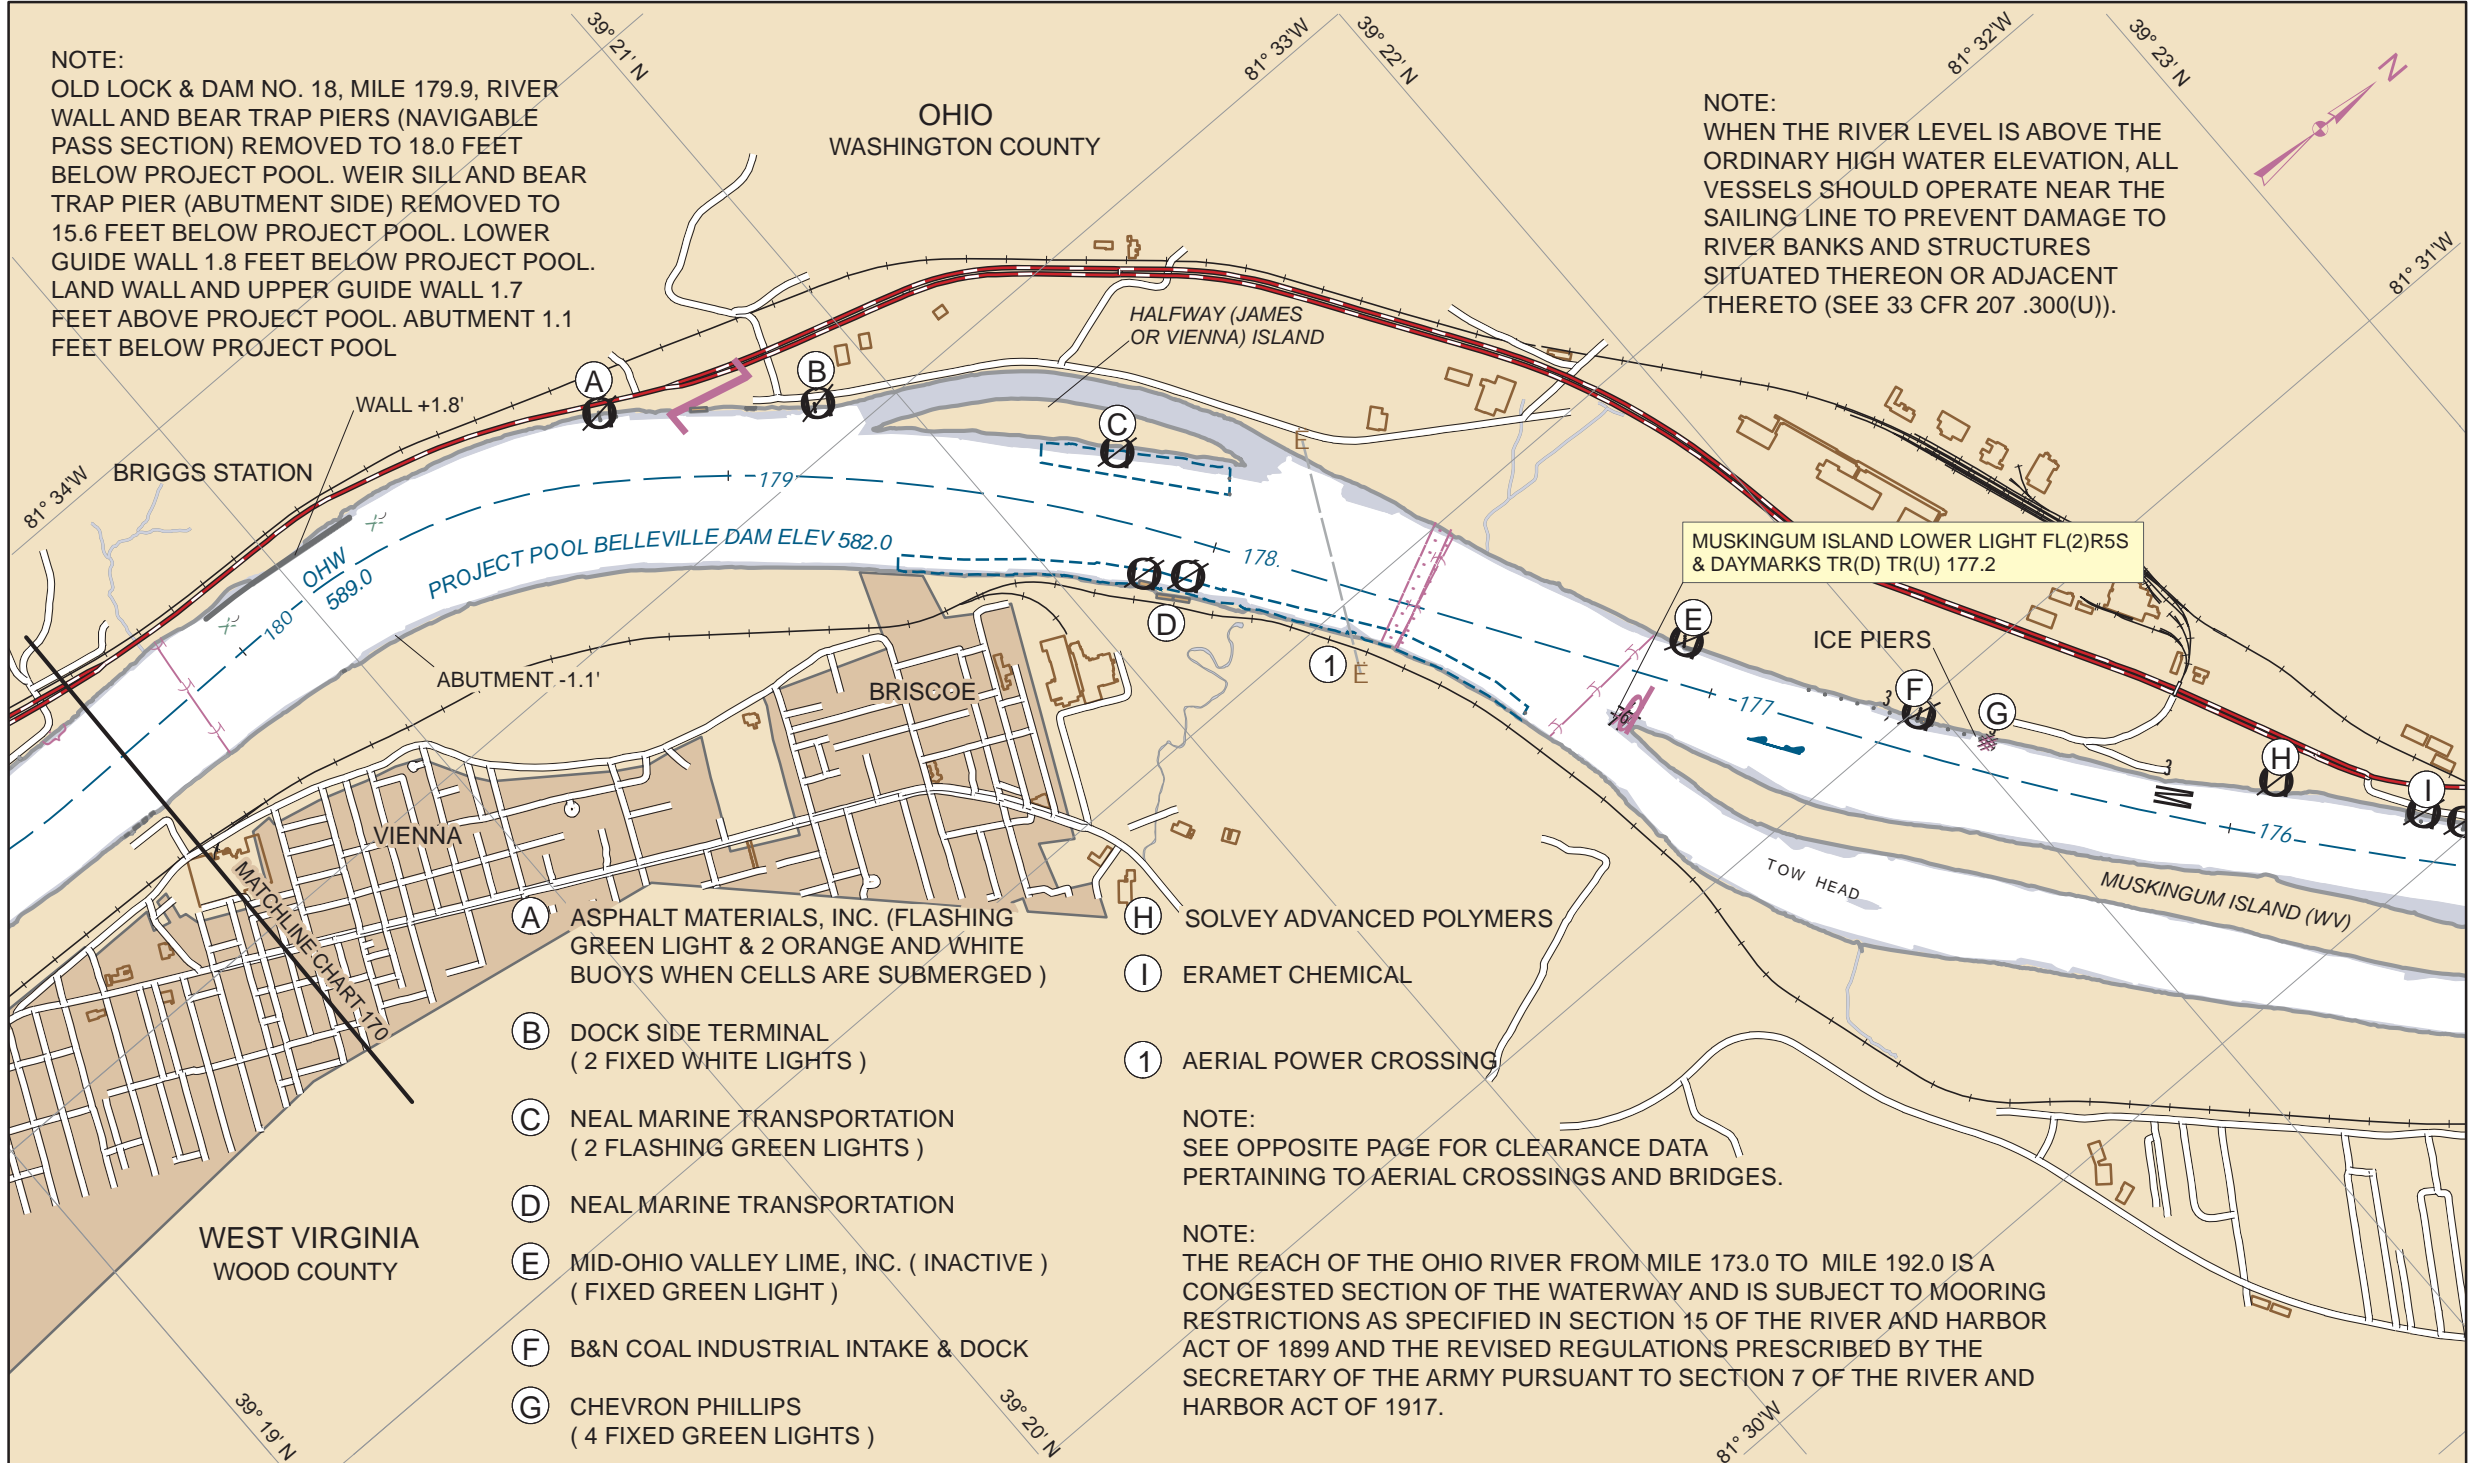 39° 21' N
81° 33'W
39° 22' N
81° 32'W
39° 23' N
N
NOTE:
OLD LOCK & DAM NO. 18, MILE 179.9, RIVER
WALL AND BEAR TRAP PIERS (NAVIGABLE
PASS SECTION) REMOVED TO 18.0 FEET
BELOW PROJECT POOL. WEIR SILL AND BEAR
TRAP PIER (ABUTMENT SIDE) REMOVED TO
15.6 FEET BELOW PROJECT POOL. LOWER
GUIDE WALL 1.8 FEET BELOW PROJECT POOL.
LAND WALL AND UPPER GUIDE WALL 1.7
FEET ABOVE PROJECT POOL. ABUTMENT 1.1
FEET BELOW PROJECT POOL
OHIO
WASHINGTON COUNTY
NOTE:
WHEN THE RIVER LEVEL IS ABOVE THE
ORDINARY HIGH WATER ELEVATION, ALL
VESSELS SHOULD OPERATE NEAR THE
SAILING LINE TO PREVENT DAMAGE TO
RIVER BANKS AND STRUCTURES
SITUATED THEREON OR ADJACENT
THERETO (SEE 33 CFR 207 .300(U)).
81° 31'W
HALFWAY (JAMES
OR VIENNA) ISLAND
A
B
WALL +1.8'
C
E
81° 34'W
BRIGGS STATION
179
OHW
589.0
PROJECT POOL BELLEVILLE DAM ELEV 582.0
178.
MUSKINGUM ISLAND LOWER LIGHT FL(2)R5S
& DAYMARKS TR(D) TR(U) 177.2
180
D
E
ICE PIERS
1
E
ABUTMENT -1.1'
BRISCOE
3
F
G
177
H
3
I
VIENNA
176
TOW HEAD
MUSKINGUM ISLAND (WV)
MATCHLINE CHART 170
A ASPHALT MATERIALS, INC. (FLASHING
GREEN LIGHT & 2 ORANGE AND WHITE
BUOYS WHEN CELLS ARE SUBMERGED )
B DOCK SIDE TERMINAL
( 2 FIXED WHITE LIGHTS )
C NEAL MARINE TRANSPORTATION
( 2 FLASHING GREEN LIGHTS )
D NEAL MARINE TRANSPORTATION
E MID-OHIO VALLEY LIME, INC. ( INACTIVE )
( FIXED GREEN LIGHT )
F B&N COAL INDUSTRIAL INTAKE & DOCK
G CHEVRON PHILLIPS
( 4 FIXED GREEN LIGHTS )
H SOLVEY ADVANCED POLYMERS
I ERAMET CHEMICAL
1 AERIAL POWER CROSSING
NOTE:
SEE OPPOSITE PAGE FOR CLEARANCE DATA
PERTAINING TO AERIAL CROSSINGS AND BRIDGES.
NOTE:
THE REACH OF THE OHIO RIVER FROM MILE 173.0 TO MILE 192.0 IS A
CONGESTED SECTION OF THE WATERWAY AND IS SUBJECT TO MOORING
RESTRICTIONS AS SPECIFIED IN SECTION 15 OF THE RIVER AND HARBOR
ACT OF 1899 AND THE REVISED REGULATIONS PRESCRIBED BY THE
SECRETARY OF THE ARMY PURSUANT TO SECTION 7 OF THE RIVER AND
HARBOR ACT OF 1917.
WEST VIRGINIA
WOOD COUNTY
39° 19' N
39° 20' N
81° 30'W